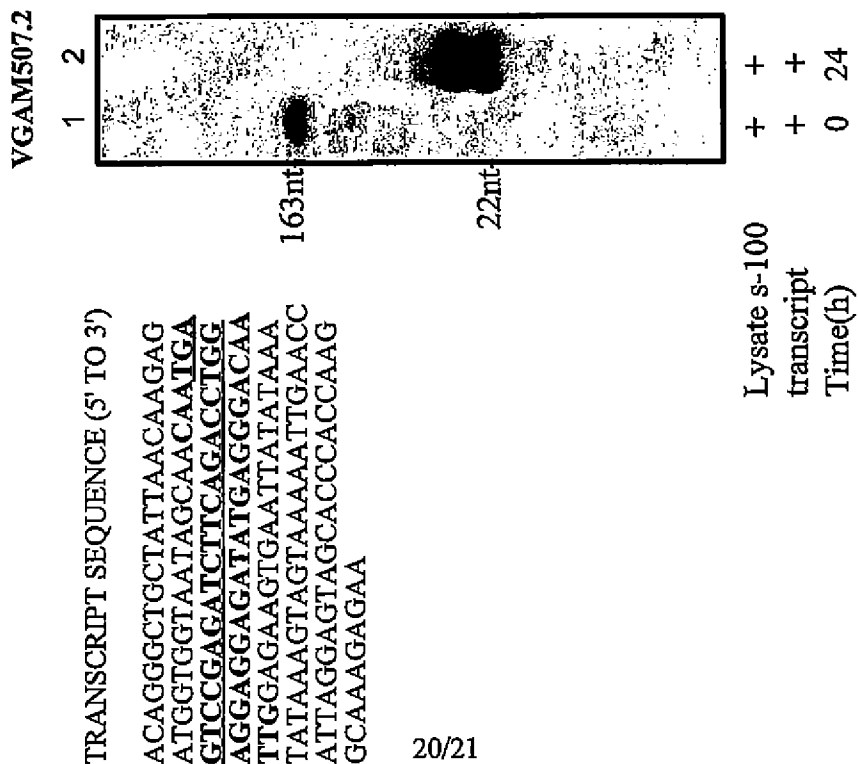 VGAM507.2
1 2
163nt
22nt
Lysate s-100 + +
transcript + +
Time(h) 0 24
TRANSCRIPT SEQUENCE (5' TO 3')
ACAGGGCTGCTATTAACAAGAG
ATGGTGGTAATAGCAACAATGA
GTCCGAGATCTTCAGACCTGG
AGGAGGAGATATGAGGGACAA
TTGGAGAAGTGAATTATATAAA
TATAAAGTAGTAAAAATTGAACC
ATTAGGAGTAGCACCCACCAAG
GCAAAGAGAA
20/21